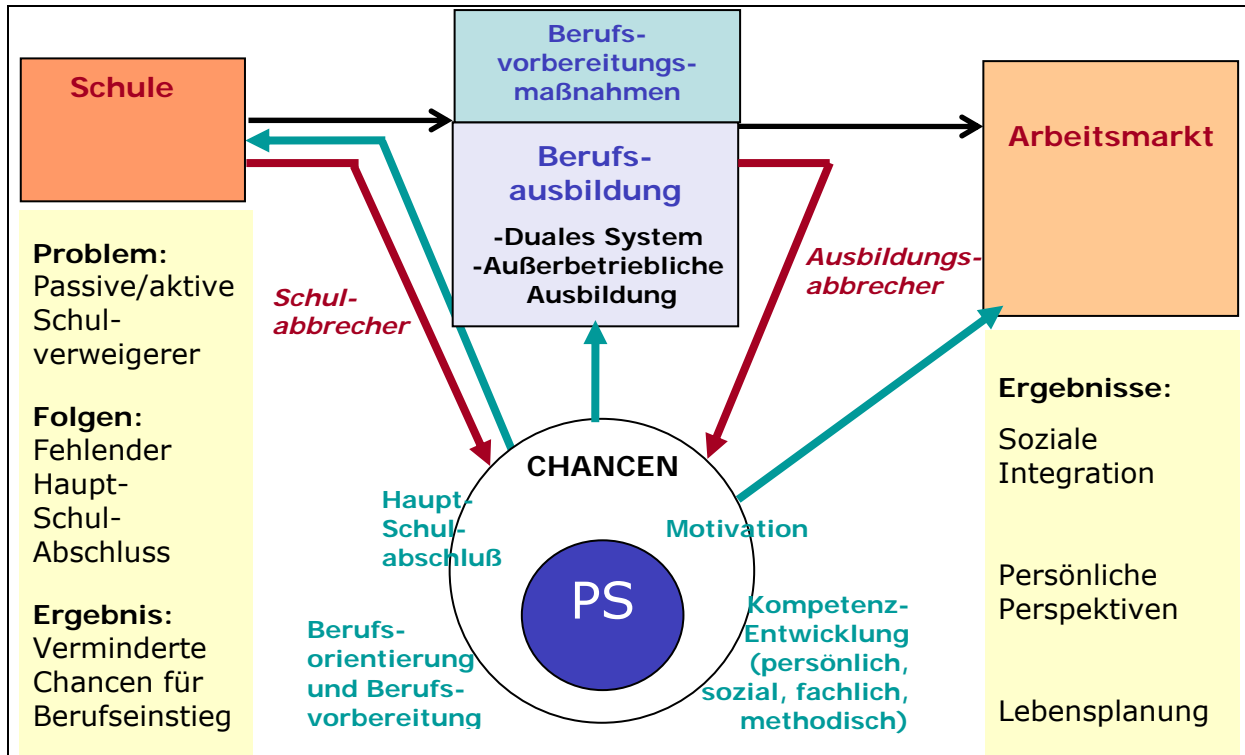 Schule
Problem:
Passive/aktive
Schul-
verweigerer
Folgen:
Fehlender
Haupt-
Schul-
Abschluss
Ergebnis:
Verminderte
Chancen für
Berufseinstieg
Schul-
abbrecher
Berufs-
vorbereitungs-
maßnahmen
Berufs-
ausbildung
-Duales System
-Außerbetriebliche
Ausbildung
Ausbildungs-
abbrecher
CHANCEN
Haupt-
Schul-
abschluß
Motivation
PS
Berufs-
orientierung
und Berufs-
vorbereitung
Kompetenz-
Entwicklung
(persönlich,
sozial, fachlich,
methodisch)
Arbeitsmarkt
Ergebnisse:
Soziale
Integration
Persönliche
Perspektiven
Lebensplanung